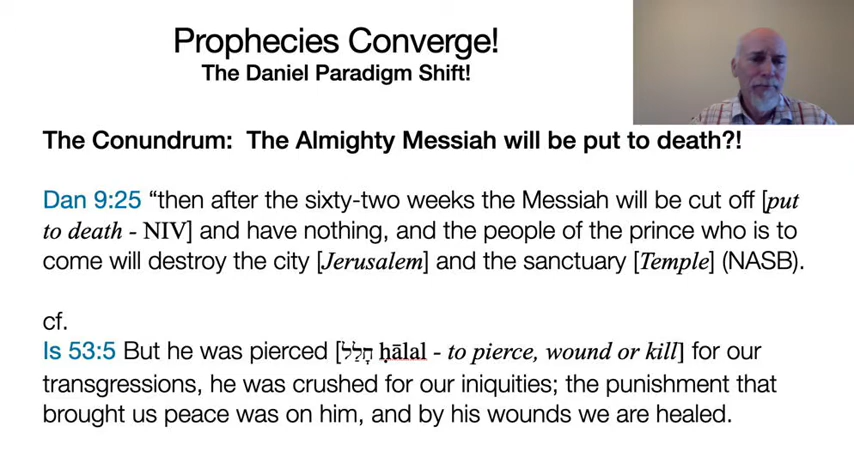 Prophecies Converge!
The Daniel Paradigm Shift!
The Conundrum:  The Almighty Messiah will be put to death?!
Dan 9:25 “then after the sixty-two weeks the Messiah will be cut off [put
to death - NIV] and have nothing, and the people of the prince who is to
come will destroy the city [Jerusalem] and the sanctuary [Temple] (NASB).
cf.
Is 53:5 But he was pierced [חָלַל ḥālal - to pierce, wound or kill] for our
transgressions, he was crushed for our iniquities; the punishment that
brought us peace was on him, and by his wounds we are healed.